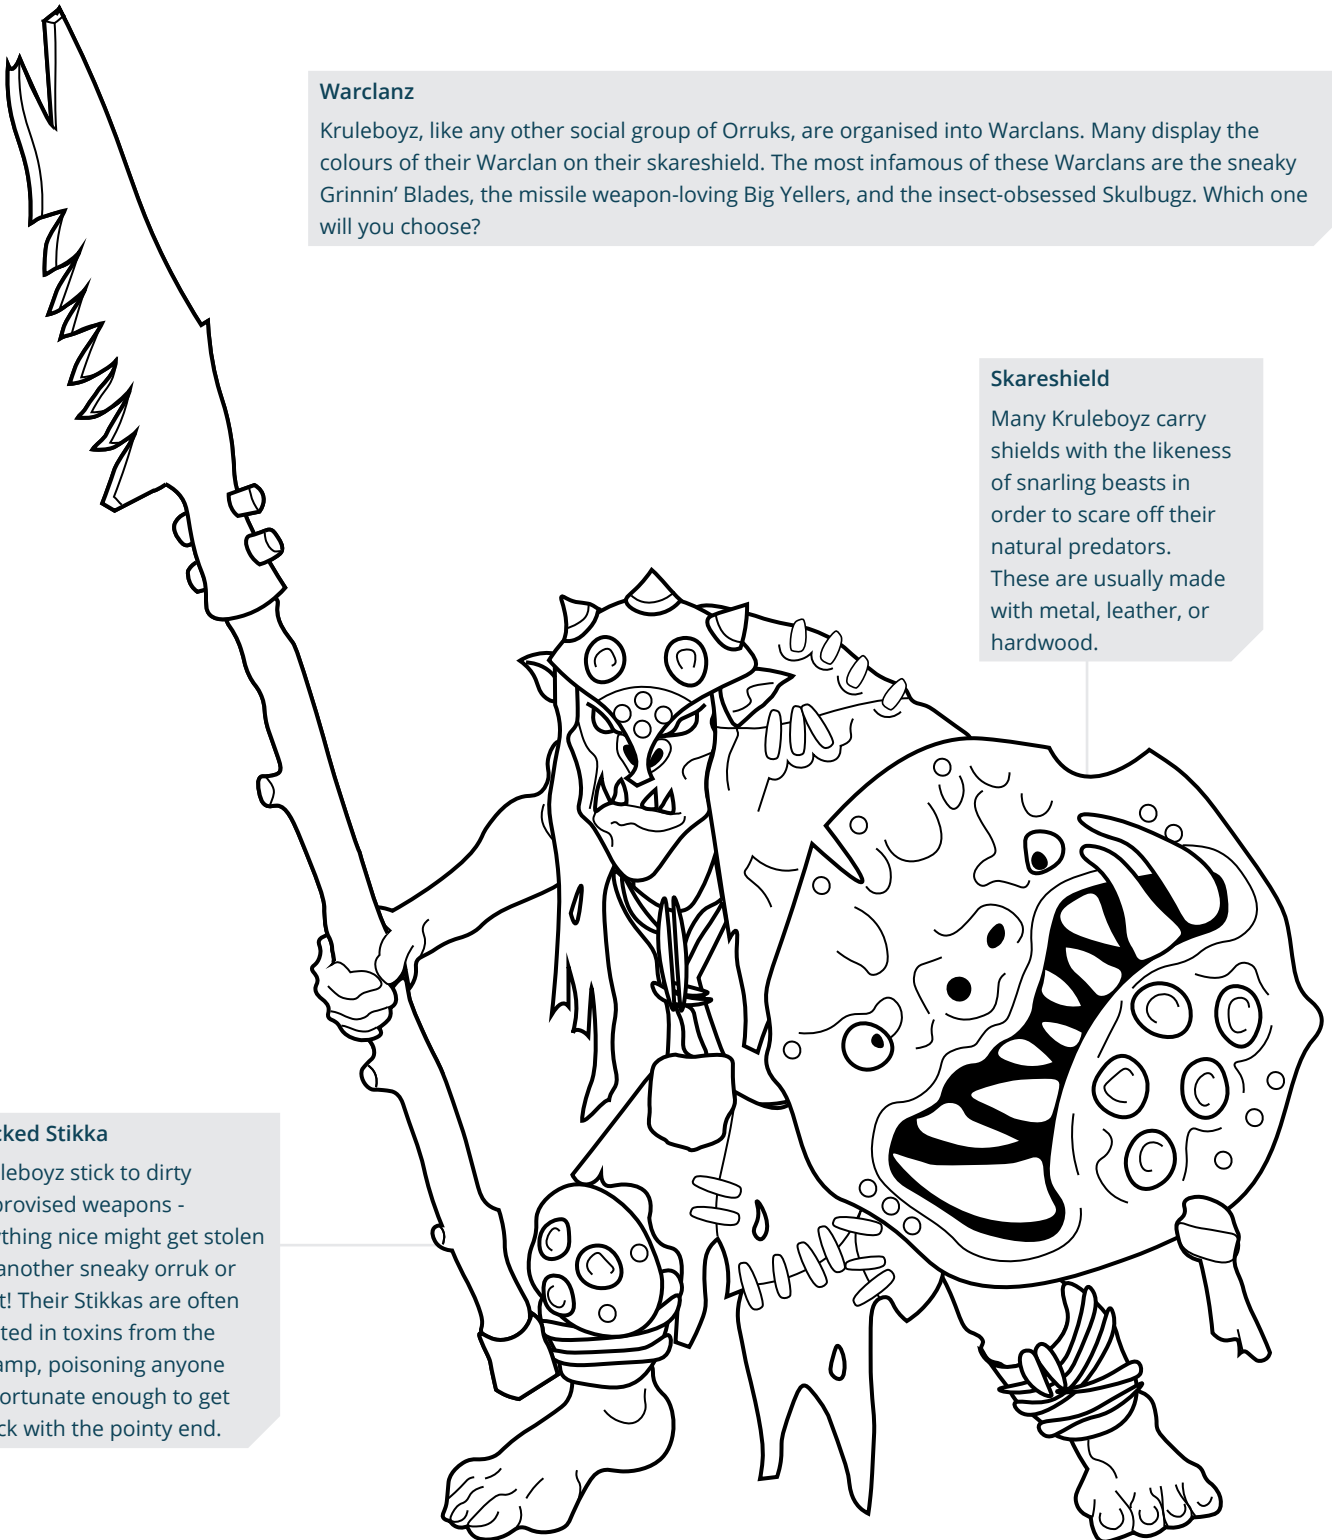 Warclanz
Kruleboyz, like any other social group of Orruks, are organised into Warclans. Many display the
colours of their Warclan on their skareshield. The most infamous of these Warclans are the sneaky
Grinnin’ Blades, the missile weapon-loving Big Yellers, and the insect-obsessed Skulbugz. Which one
will you choose?
Skareshield
Many Kruleboyz carry
shields with the likeness
of snarling beasts in
order to scare off their
natural predators.
These are usually made
with metal, leather, or
hardwood.
Stikka
stick to dirty
weapons -
nice might get stolen
another sneaky orruk or
Their Stikkas are often
in toxins from the
poisoning anyone
enough to get
with the pointy end.